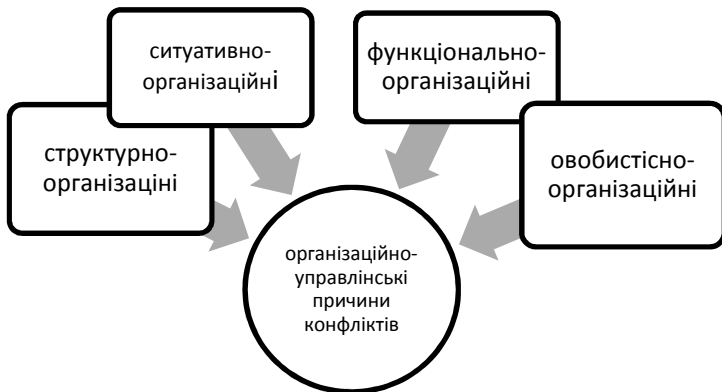 ситуативно-
організаційні
функціонально-
організаційні
структурно-
організаціні
овобистісно-
організаційні
організаційно-
управлінські
причини
конфліктів